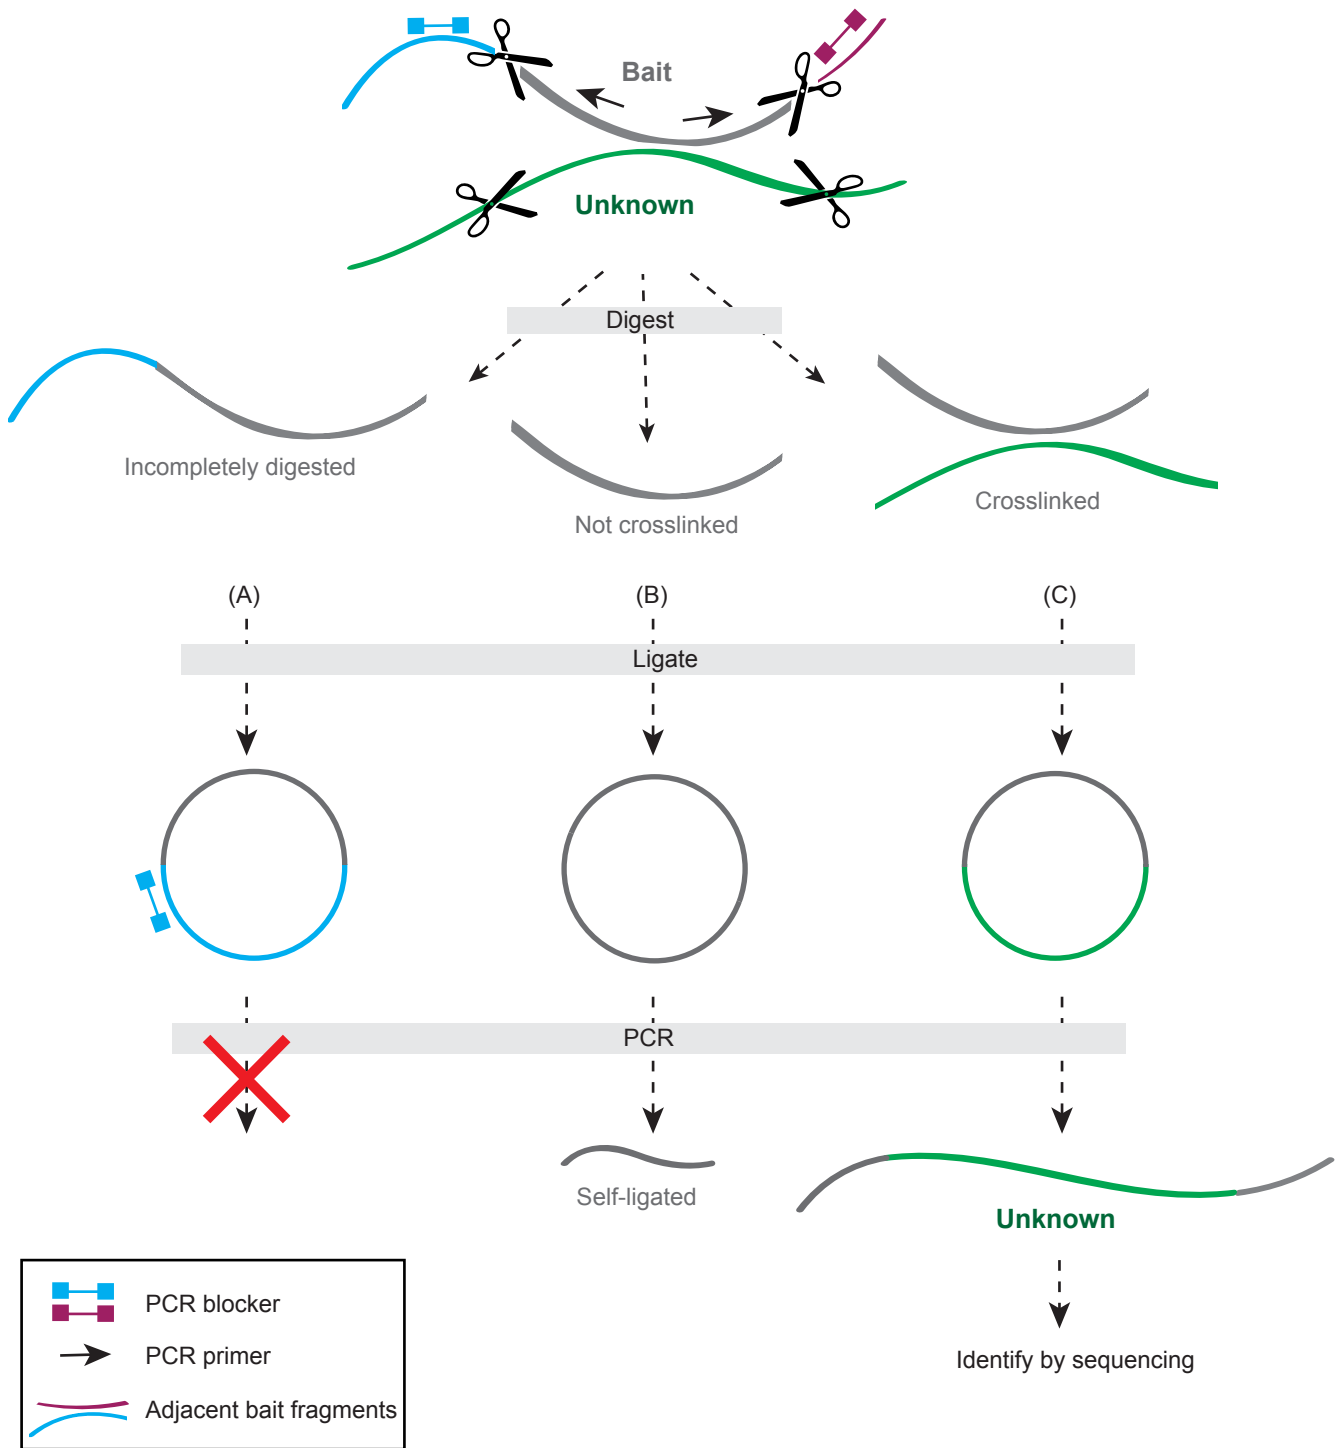 Bait
Unknown
Digest
Incompletely digested
Not crosslinked
Crosslinked
(A)
(B)
(C)
Ligate
PCR
Self-ligated
Unknown
PCR blocker
PCR primer
Identify by sequencing
Adjacent bait fragments